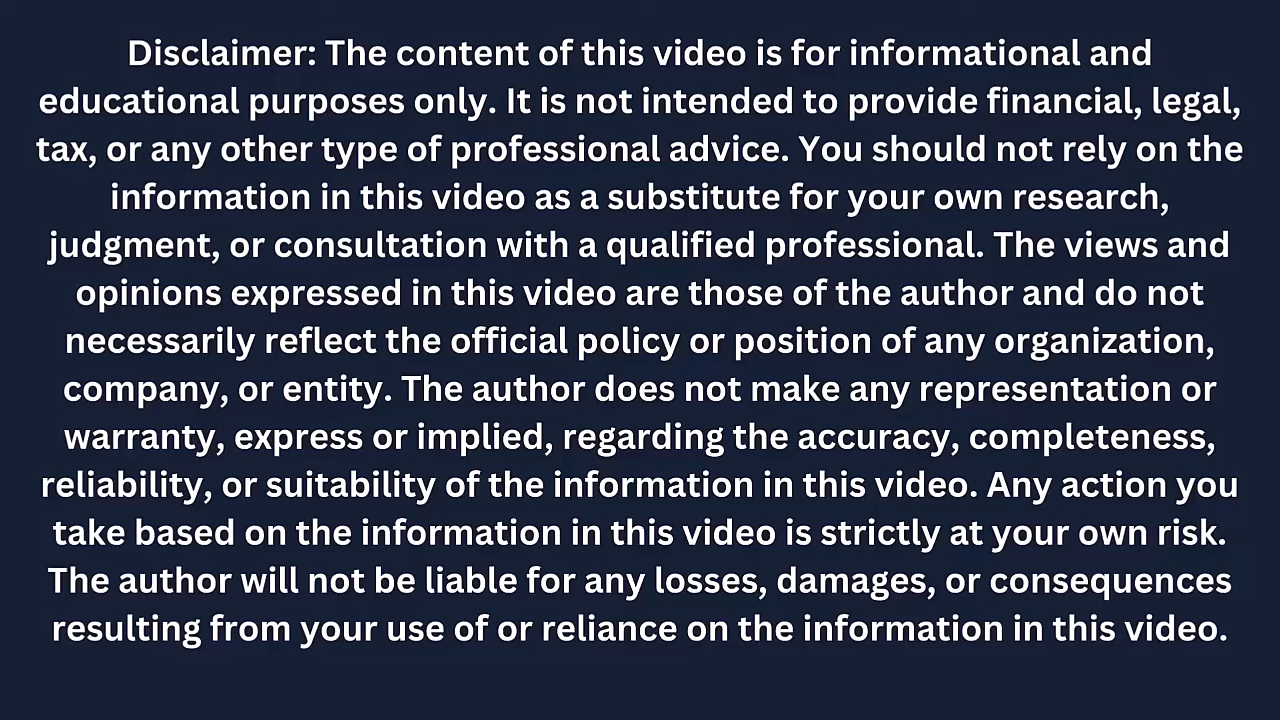 Disclaimer: The content of this video is for informational and
educational purposes only. It is not intended to provide financial, legal,
tax, or any other type of professional advice. You should not rely on the
information in this video as a substitute for your own research,
judgment, or consultation with a qualified professional. The views and
opinions expressed in this video are those of the author and do not
necessarily reflect the official policy or position of any organization,
company, or entity. The author does not make any representation or
warranty, express or implied, regarding the accuracy, completeness,
reliability, or suitability of the information in this video. Any action you
take based on the information in this video is strictly at your own risk.
The author will not be liable for any losses, damages, or consequences
resulting from your use of or reliance on the information in this video.